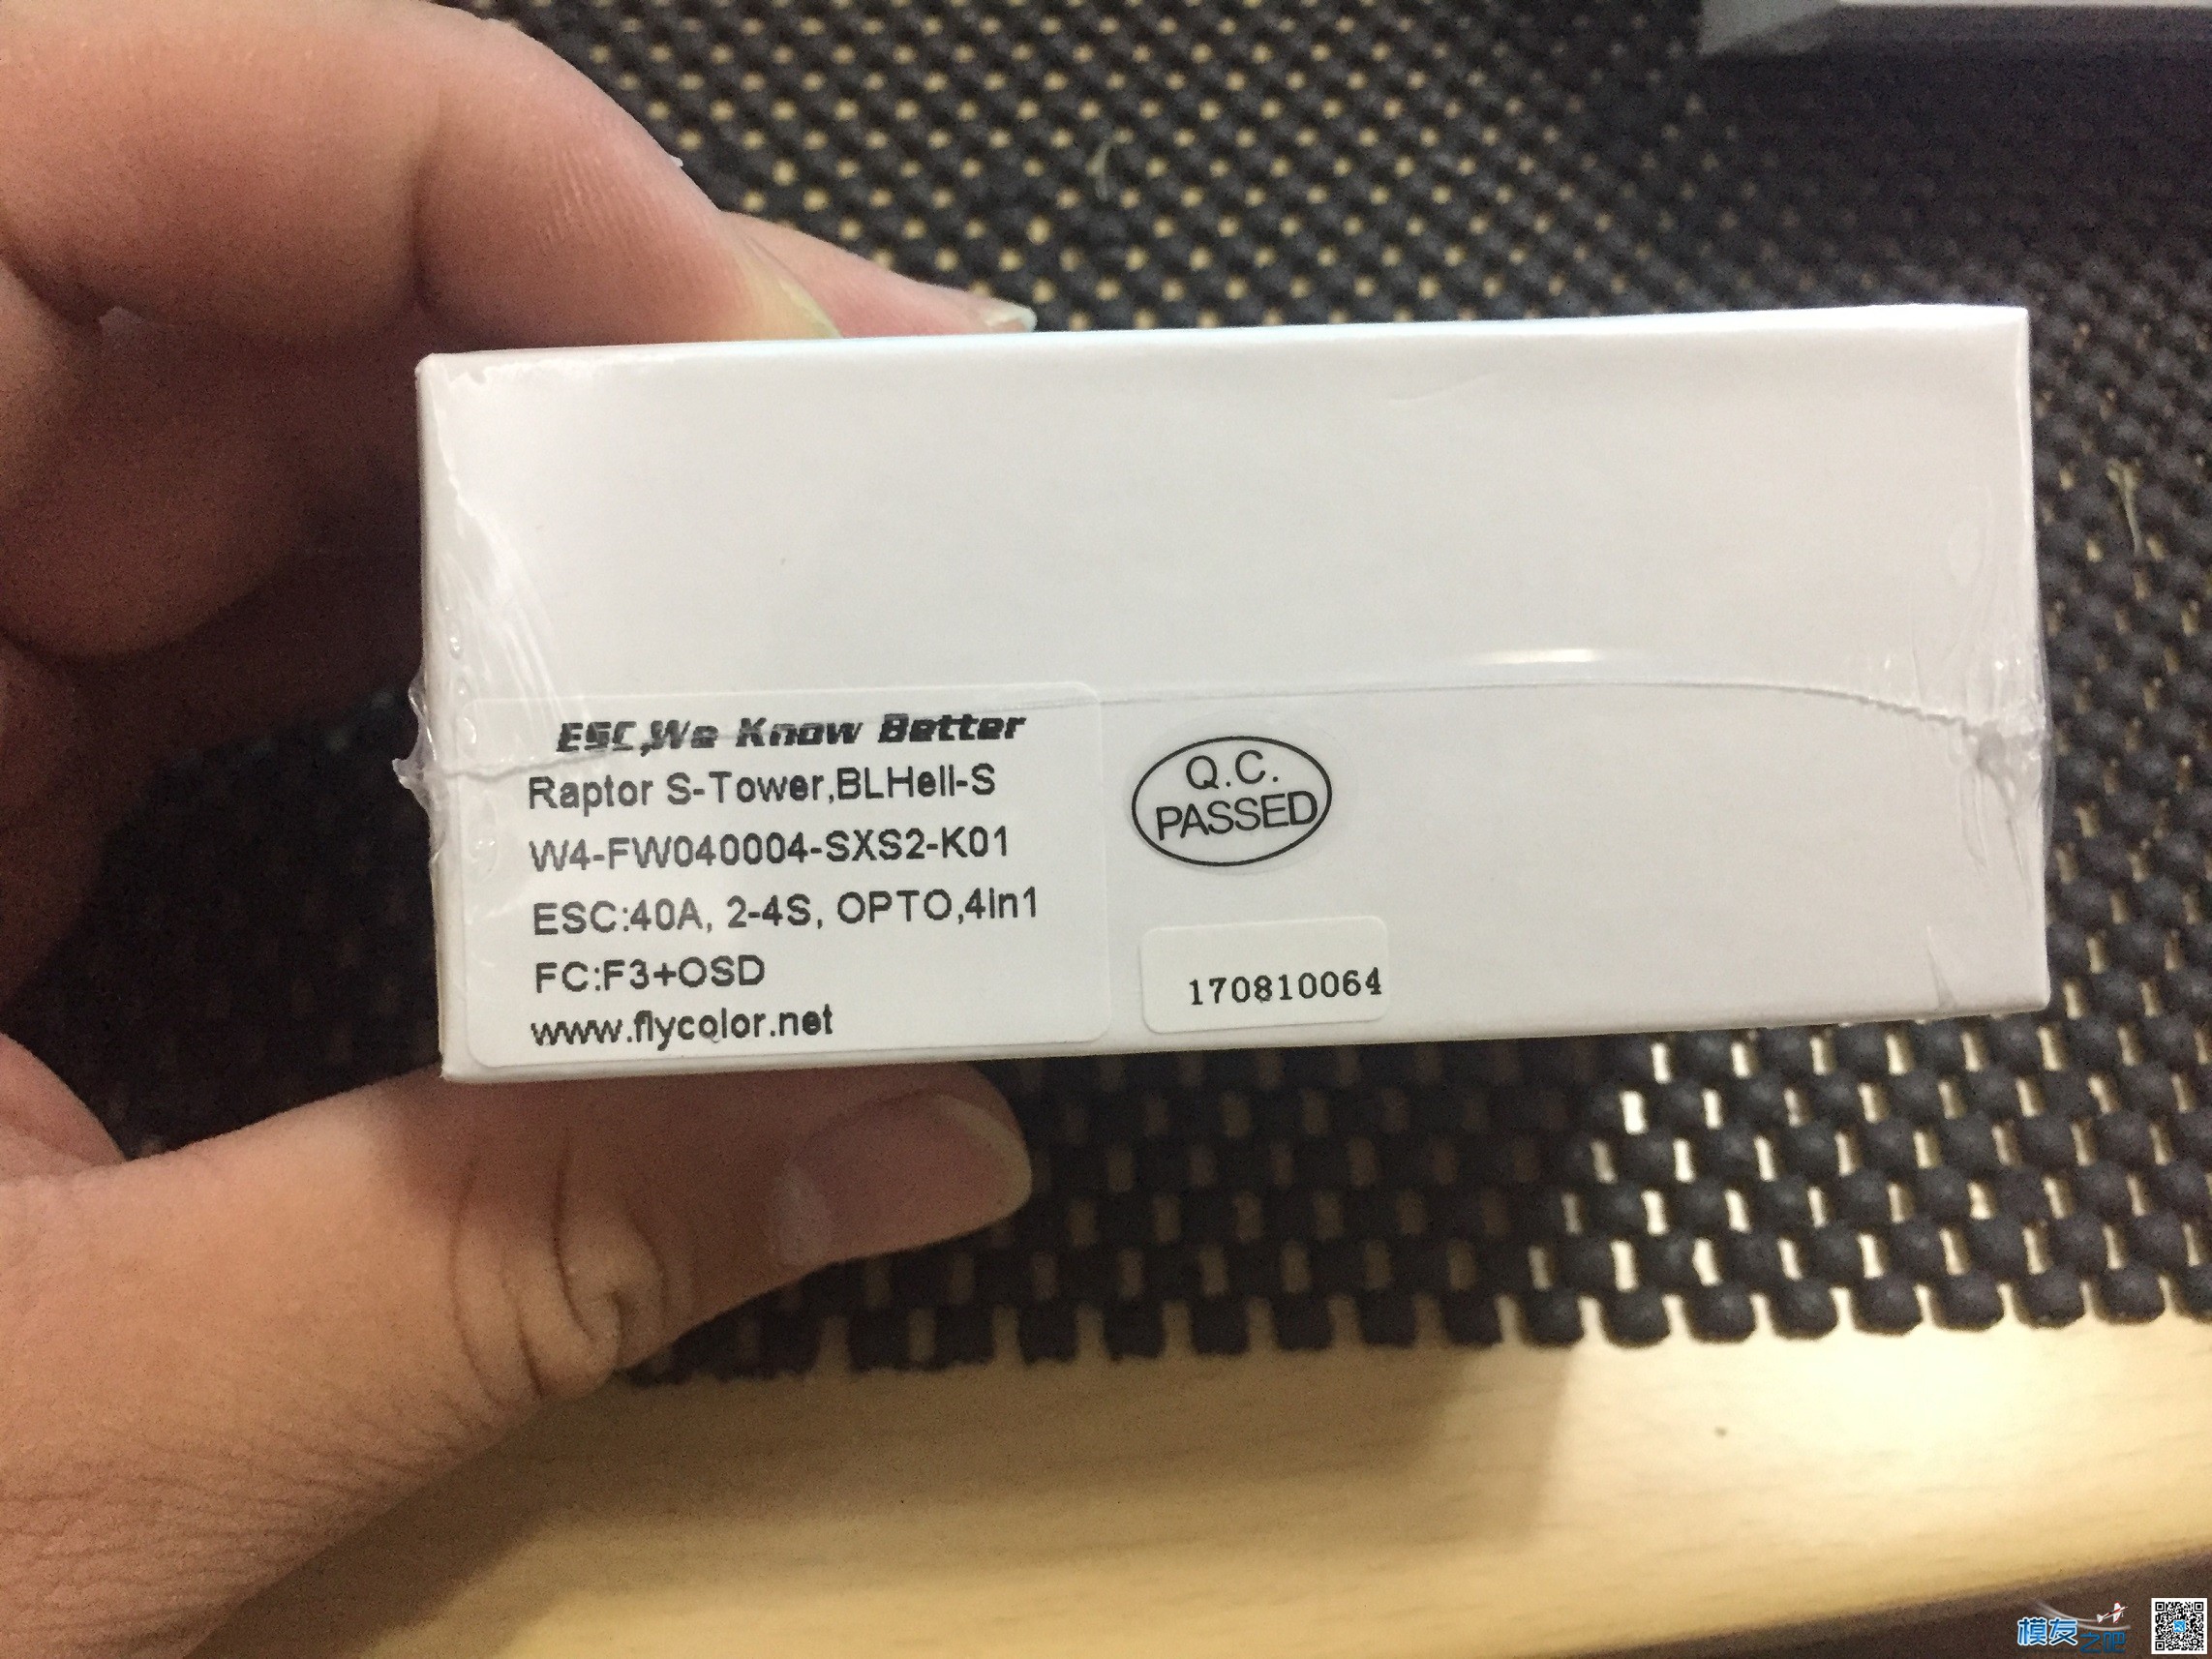 ESC,We Know Better
Raptor S-Tower,BLHeli-S
W4-FW040004-SXS2-K01
ESC:40A, 2-4S, OPTO,4in1
FC:F3+OSD
www.flycolor.net
Q.C.
PASSED
170810064
模友之吧